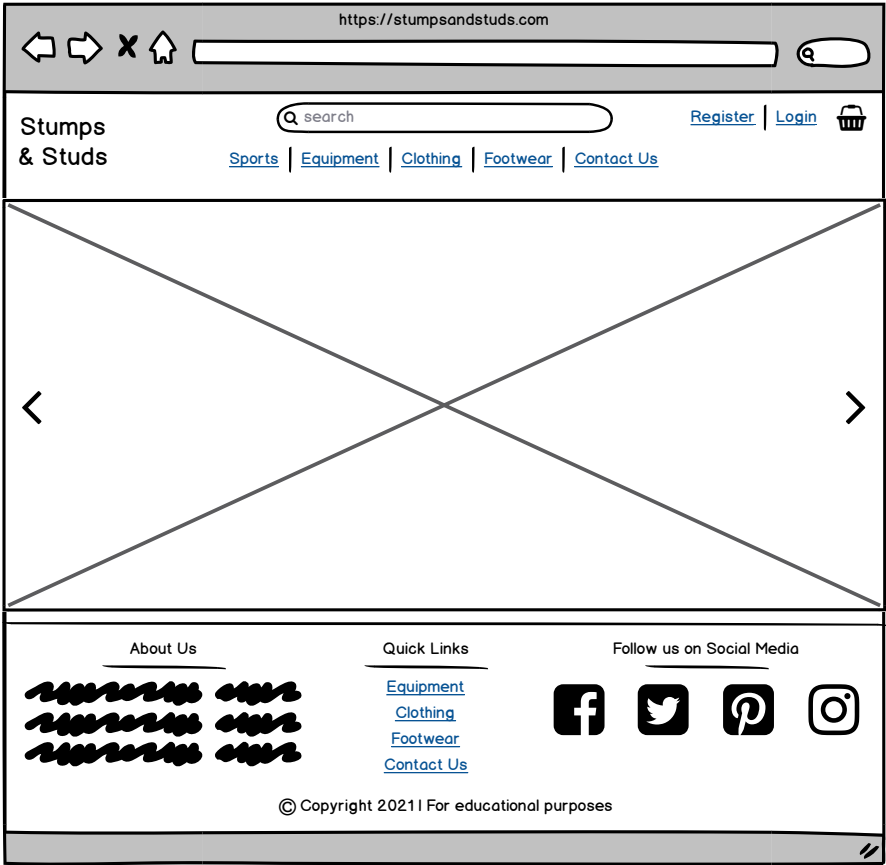 https://stumpsandstuds.com
Stumps
& Studs
search
Register | Login
Sports | Equipment | Clothing | Footwear | Contact Us
About Us
Quick Links
Equipment
Clothing
Footwear
Contact Us
Follow us on Social Media
© Copyright 2021 | For educational purposes